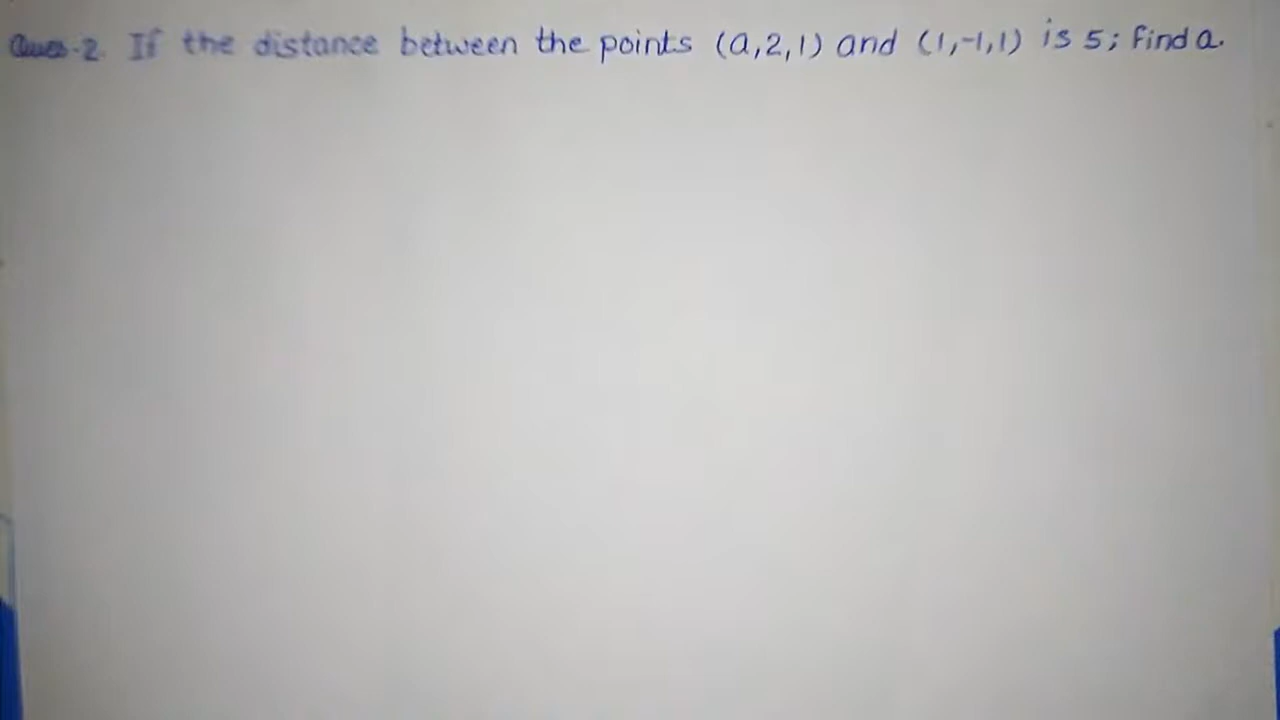 Ques-2. If the distance between the points (a,2,1) and (1,-1,1) is 5; find a.